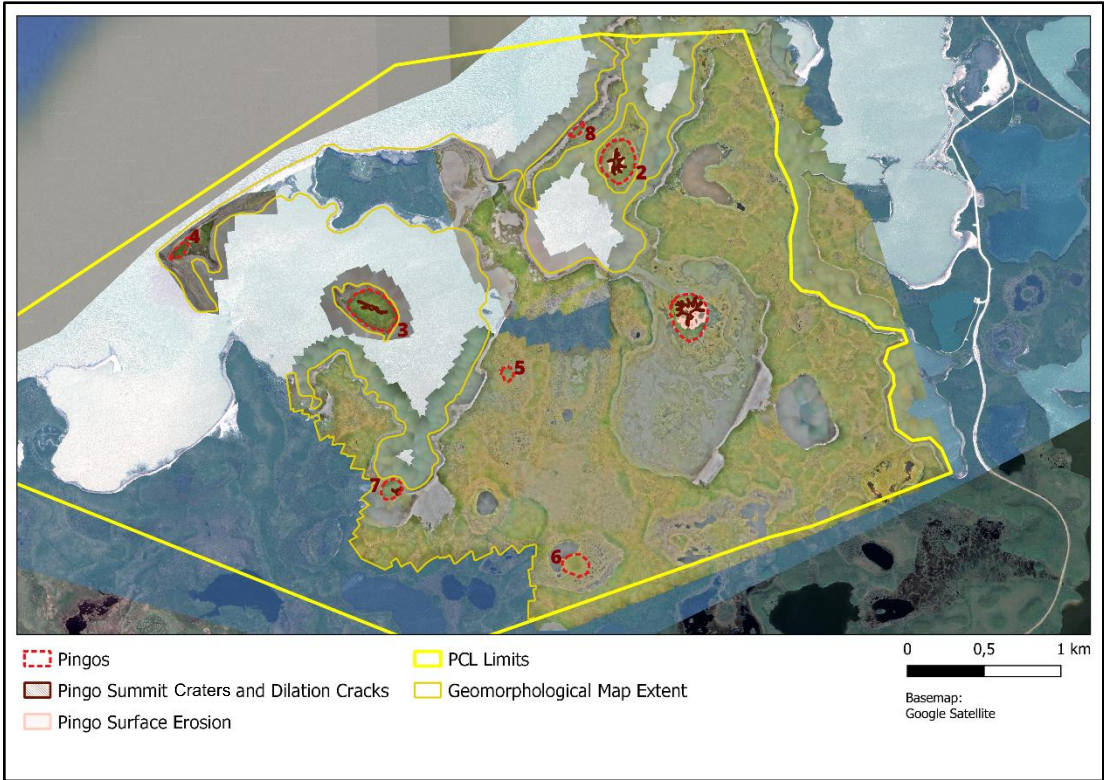 8
2
4
3
5
7
6
Pingos
Pingo Summit Craters and Dilation Cracks
Pingo Surface Erosion
PCL Limits
Geomorphological Map Extent
0 0,5 1 km
Basemap:
Google Satellite